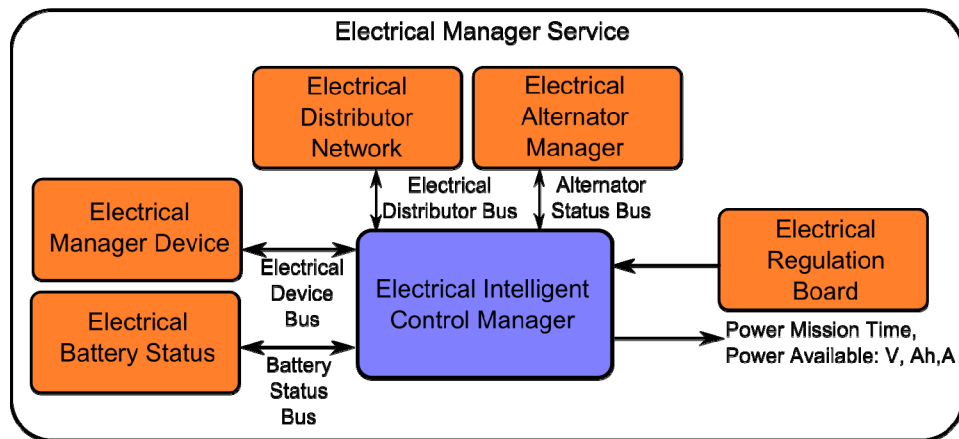 Electrical Manager Service
Electrical
Distributor
Network
Electrical
Alternator
Manager
Electrical
Distributor Bus
Alternator
Status Bus
Electrical
Manager Device
Electrical
Device
Bus
Electrical Intelligent
Control Manager
Electrical
Regulation
Board
Electrical
Battery Status
Battery
Status
Bus
Power Mission Time,
Power Available: V, Ah,A